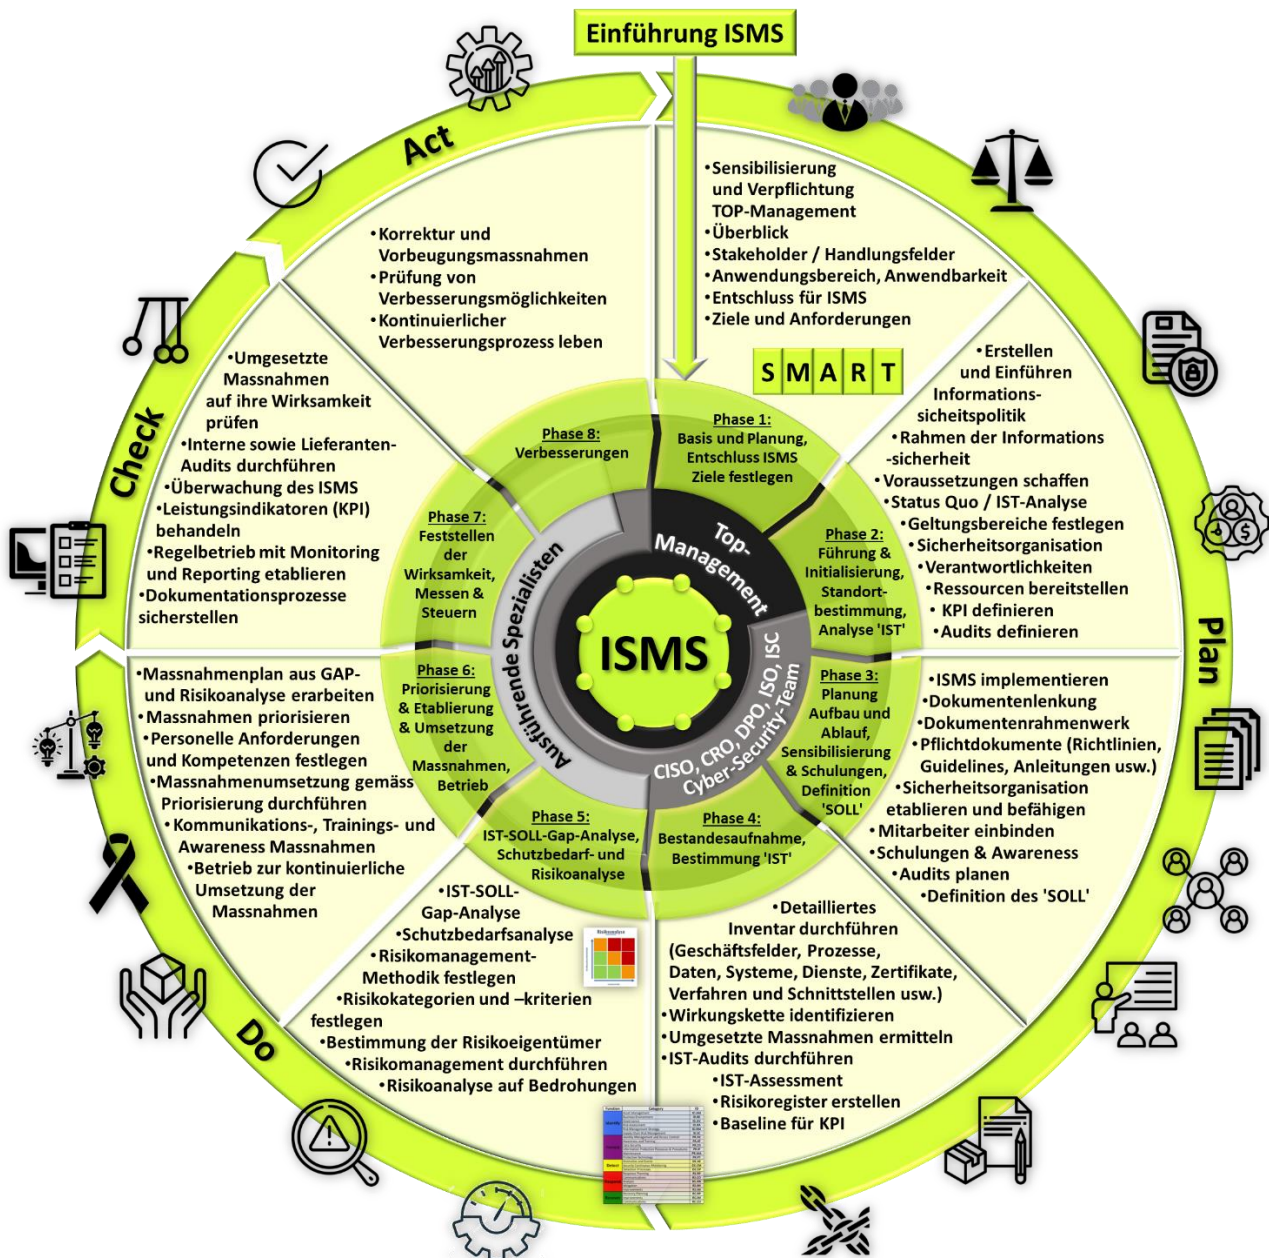 Einführung ISMS
Act
Check
Do
Plan
•Sensibilisierung
und Verpflichtung
TOP-Management
•Überblick
•Stakeholder / Handlungsfelder
•Anwendungsbereich, Anwendbarkeit
•Entschluss für ISMS
•Ziele und Anforderungen
S M A R T
Phase 1:
Basis und Planung,
Entschluss ISMS
Ziele festlegen
•Erstellen
und Einführen
Informations-
sicheitspolitik
•Rahmen der Informations
-sicherheit
•Voraussetzungen schaffen
•Status Quo / IST-Analyse
•Geltungsbereiche festlegen
•Sicherheitsorganisation
•Verantwortlichkeiten
•Ressourcen bereitstellen
• KPI definieren
•Audits definieren
Phase 2:
Führung &
Initialisierung,
Standort-
bestimmung,
Analyse 'IST'
•ISMS implementieren
•Dokumentenlenkung
•Dokumentenrahmenwerk
•Pflichtdokumente (Richtlinien,
Guidelines, Anleitungen usw.)
•Sicherheitsorganisation
etablieren und befähigen
•Mitarbeiter einbinden
•Schulungen & Awareness
•Audits planen
•Definition des 'SOLL'
Phase 3:
Planung
Aufbau und
Ablauf,
Sensibilisierung
& Schulungen,
Definition
'SOLL'
•Detailliertes
Inventar durchführen
(Geschäftsfelder, Prozesse,
Daten, Systeme, Dienste, Zertifikate,
Verfahren und Schnittstellen usw.)
•Wirkungskette identifizieren
•Umgesetzte Massnahmen ermitteln
•IST-Audits durchführen
•IST-Assessment
•Risikoregister erstellen
•Baseline für KPI
Phase 4:
Bestandesaufnahme,
Bestimmung 'IST'
•IST-SOLL-
Gap-Analyse
•Schutzbedarfsanalyse
•Risikomanagement-
Methodik festlegen
•Risikokategorien und –kriterien
festlegen
•Bestimmung der Risikoeigentümer
•Risikomanagement durchführen
•Risikoanalyse auf Bedrohungen
Risikoanalyse
Phase 5:
IST-SOLL-Gap-Analyse,
Schutzbedarf- und
Risikoanalyse
•Massnahmenplan aus GAP-
und Risikoanalyse erarbeiten
•Massnahmen priorisieren
•Personelle Anforderungen
und Kompetenzen festlegen
•Massnahmenumsetzung gemäss
Priorisierung durchführen
•Kommunikations-, Trainings- und
Awareness Massnahmen
•Betrieb zur kontinuierliche
Umsetzung der
Massnahmen
Phase 6:
Priorisierung
& Etablierung
& Umsetzung
der
Massnahmen,
Betrieb
•Umgesetzte
Massnahmen
auf ihre Wirksamkeit
prüfen
•Interne sowie Lieferanten-
Audits durchführen
•Überwachung des ISMS
•Leistungsindikatoren (KPI)
behandeln
•Regelbetrieb mit Monitoring
und Reporting etablieren
•Dokumentationsprozesse
sicherstellen
Phase 7:
Feststellen
der
Wirksamkeit,
Messen &
Steuern
•Korrektur und
Vorbeugungsmassnahmen
•Prüfung von
Verbesserungsmöglichkeiten
•Kontinuierlicher
Verbesserungsprozess leben
Phase 8:
Verbesserungen
Top-
Management
CISO, CRO, DPO, ISO, ISC
Cyber-Security-Team
Ausführende Spezialisten
ISMS